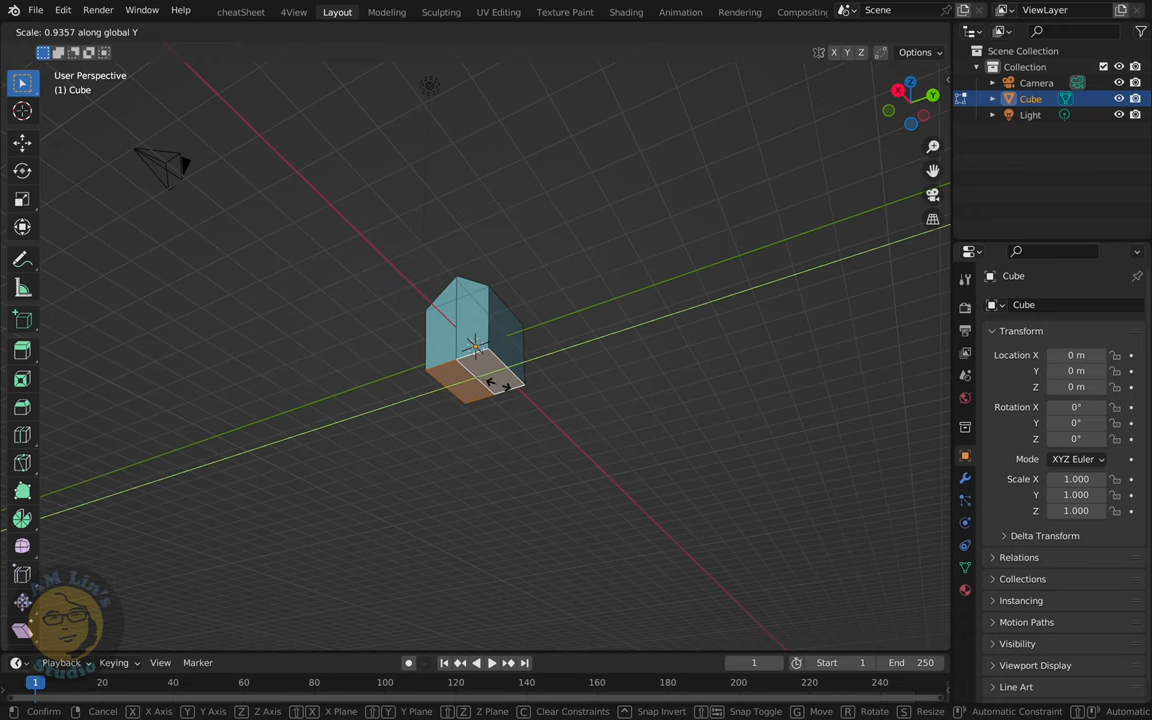 File Edit Render Window Help cheatSheet 4View Layout Modeling Sculpting UV Editing Texture Paint Shading Animation Rendering Compositing Scene ViewLayer
Scale: 0.9357 along global Y
X Y Z Options
User Perspective
(1) Cube
Z
X
Y
Scene Collection
Collection
Camera
Cube
Light
Cube
Cube
Transform
Location X 0 m
Y 0 m
Z 0 m
Rotation X 0°
Y 0°
Z 0°
Mode XYZ Euler
Scale X 1.000
Y 1.000
Z 1.000
Delta Transform
Relations
Collections
Instancing
Motion Paths
Visibility
Viewport Display
Line Art
AM Lin's
Studio
Playback Keying View Marker 1 Start 1 End 250
1 20 40 60 80 100 120 140 160 180 200 220 240
Confirm Cancel X X Axis Y Y Axis Z Z Axis X X Plane Y Y Plane Z Z Plane C Clear Constraints Snap Invert Snap Toggle G Move R Rotate S Resize Automatic Constraint Automatic